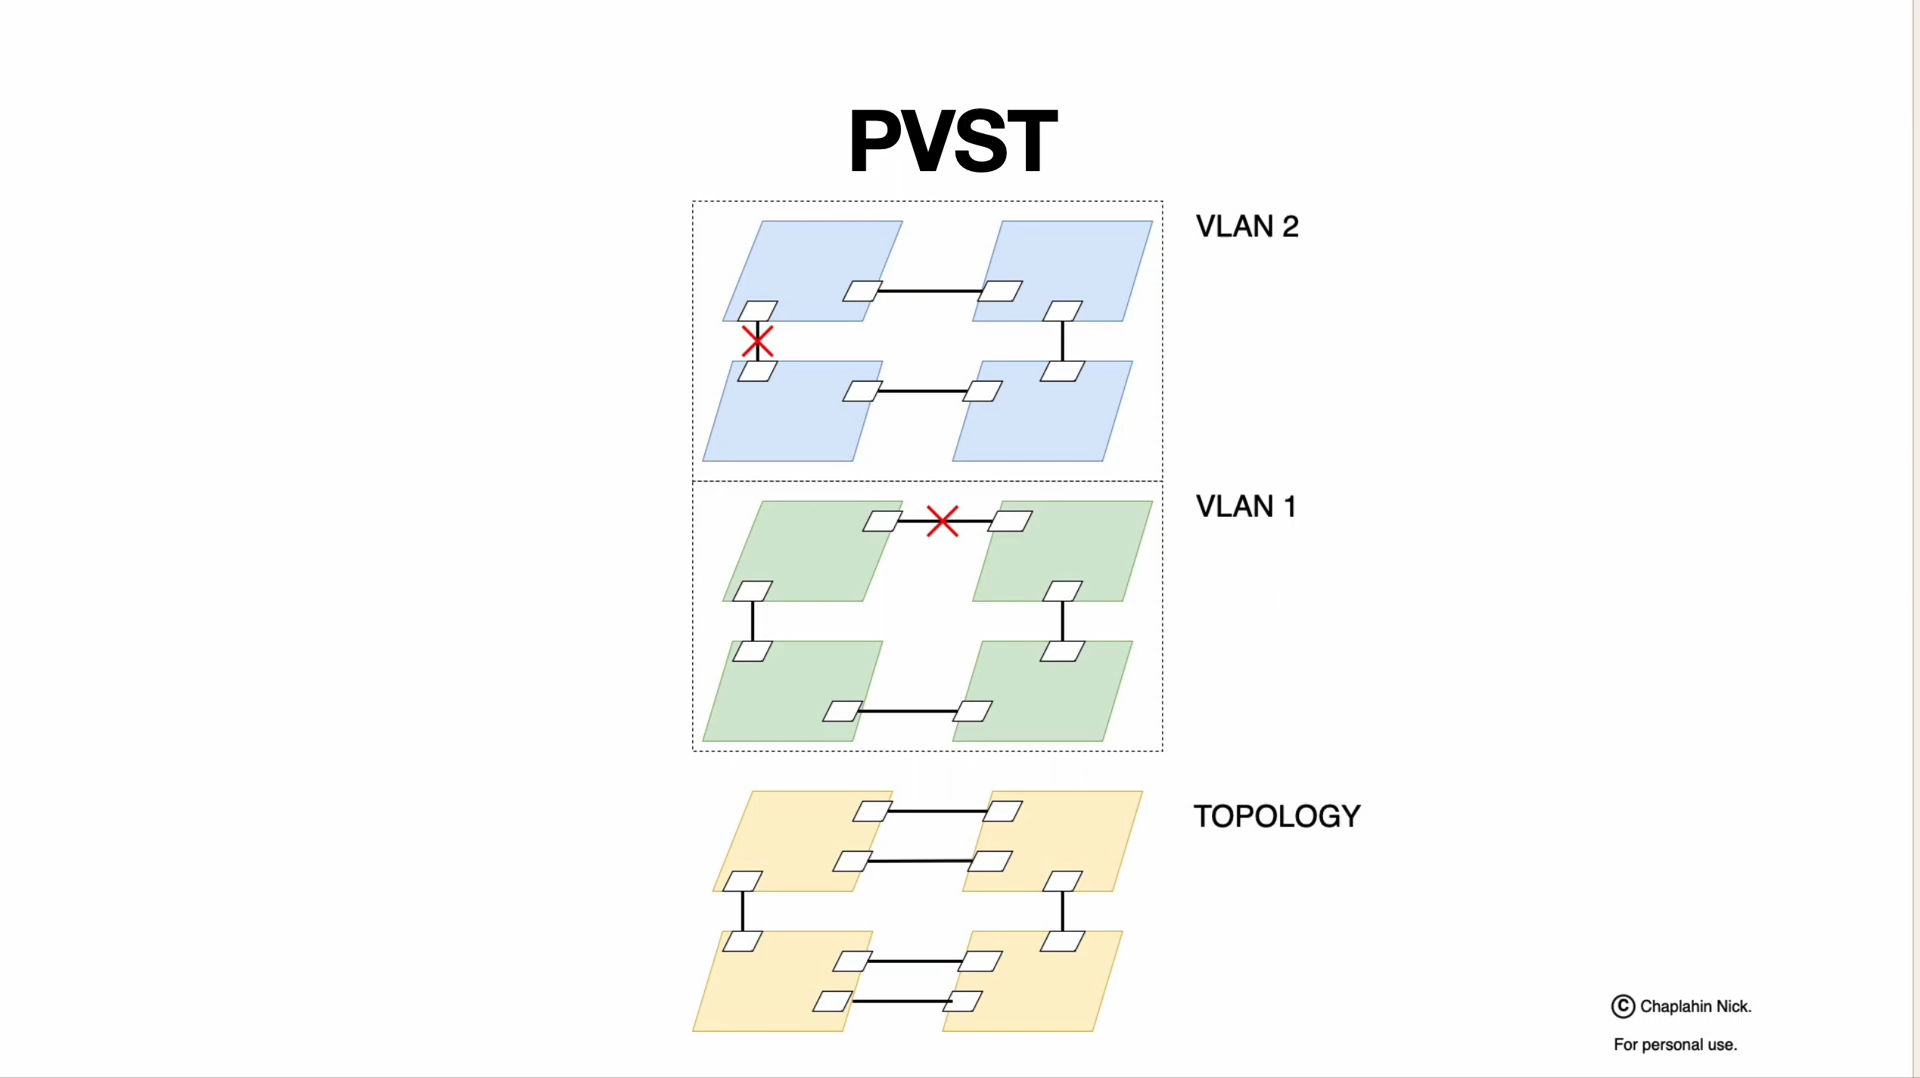 PVST
VLAN 2
VLAN 1
TOPOLOGY
© Chaplahin Nick.
For personal use.